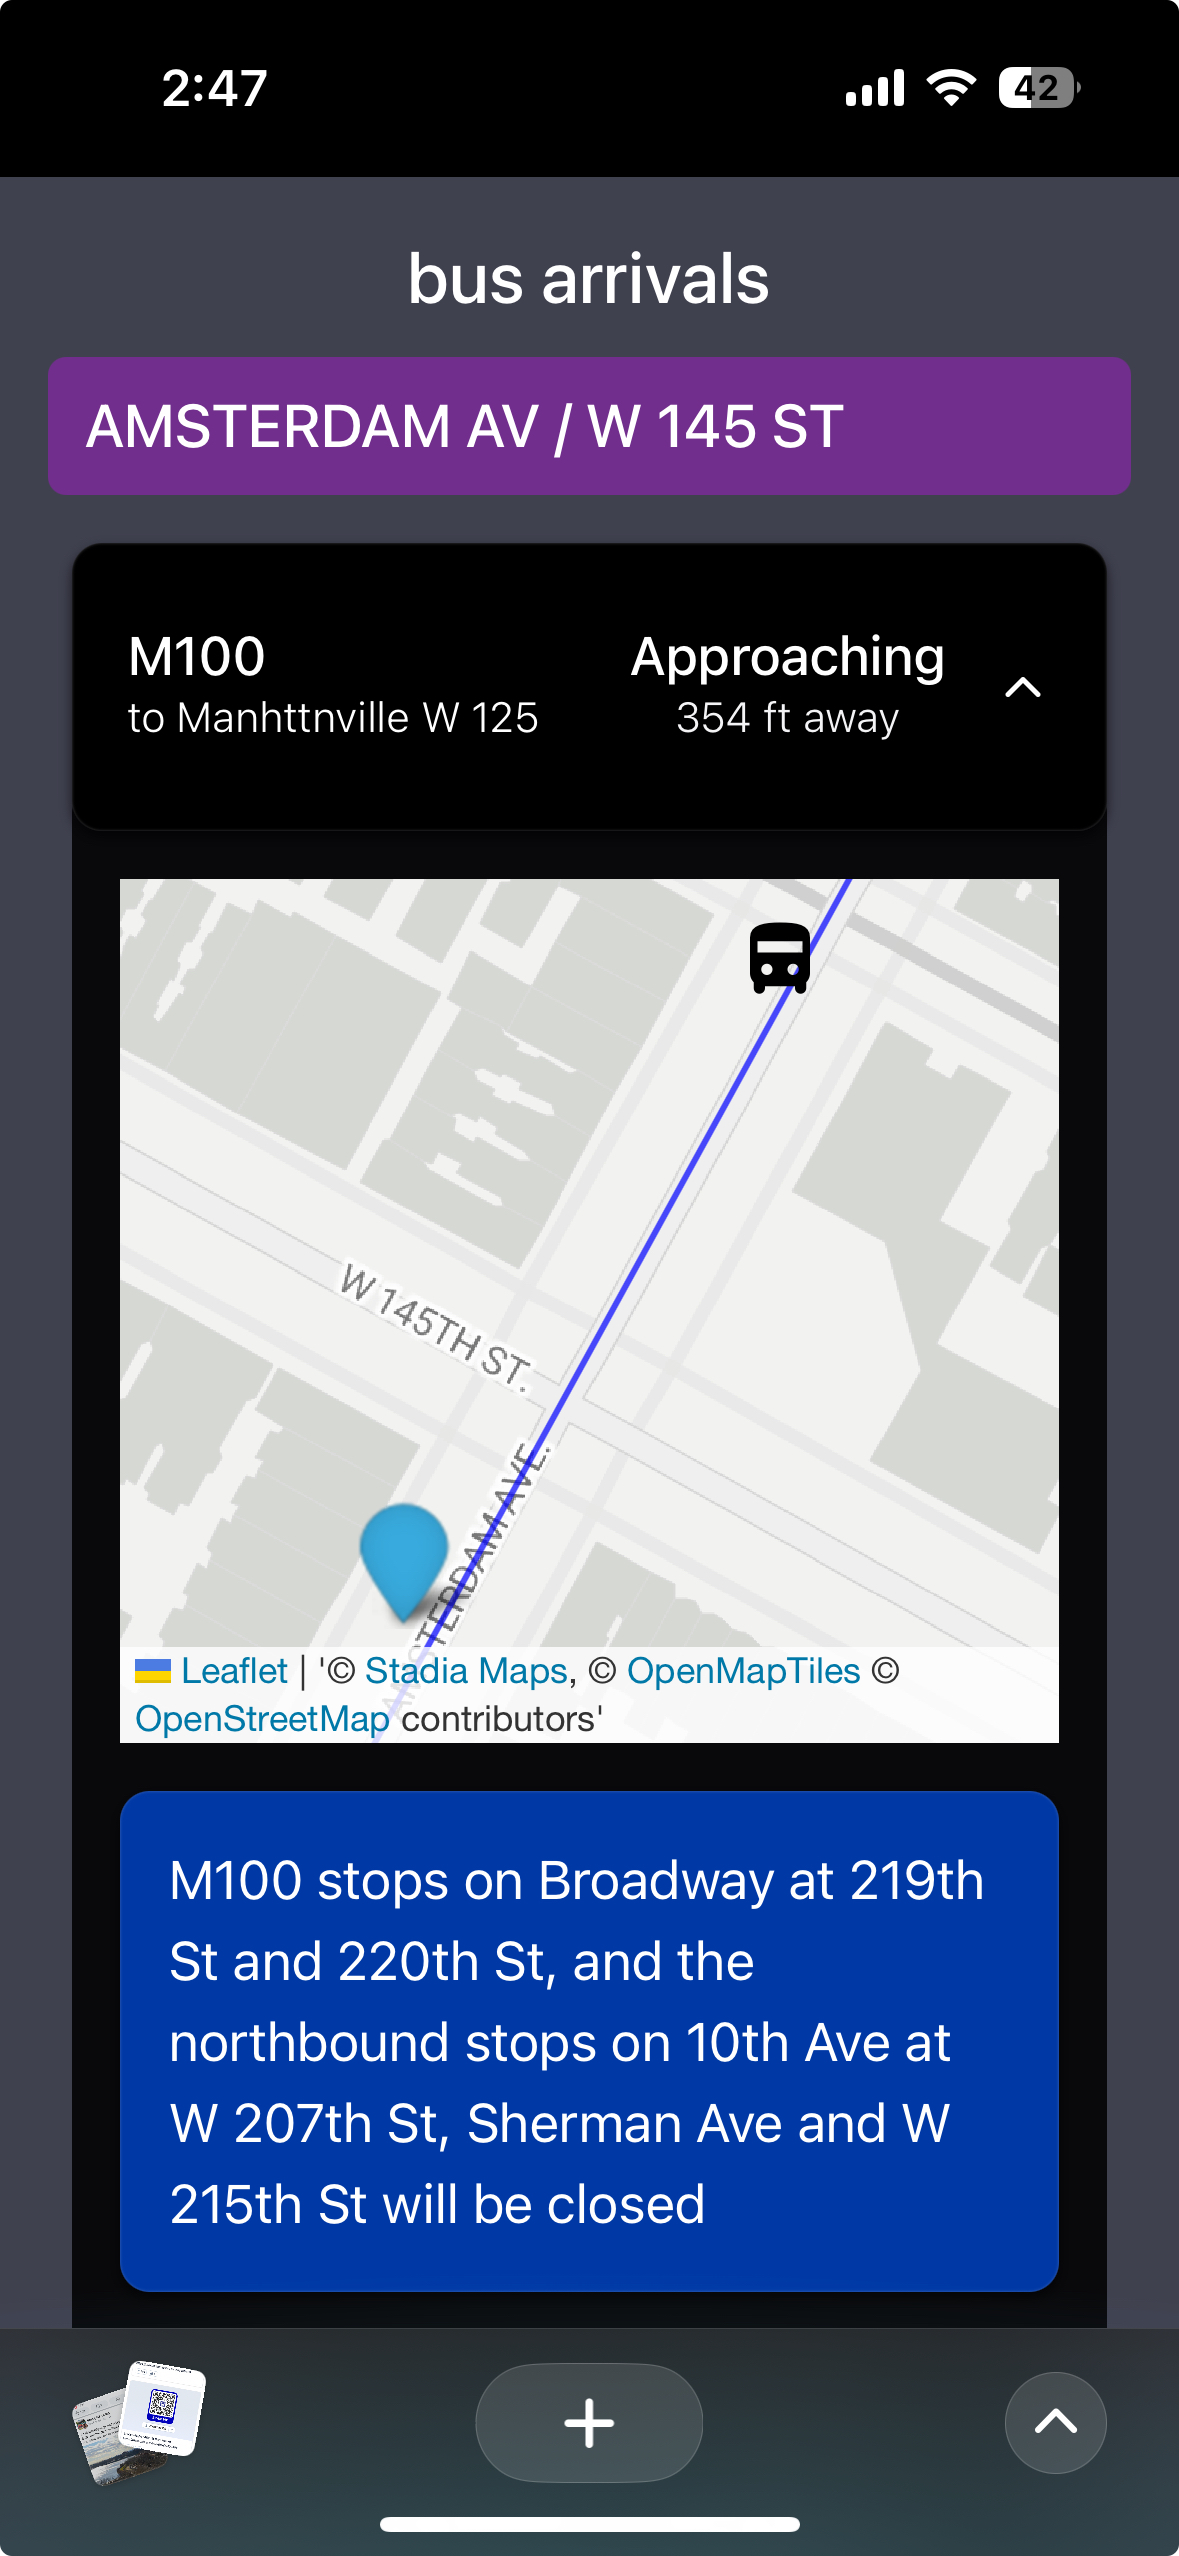 2:47
42
bus arrivals
AMSTERDAM AV / W 145 ST
M100
Approaching
to Manhttnville W 125
354 ft away
W 145TH ST.
AMSTERDAM AVE.
Leaflet | '© Stadia Maps, © OpenMapTiles ©
OpenStreetMap contributors'
M100 stops on Broadway at 219th
St and 220th St, and the
northbound stops on 10th Ave at
W 207th St, Sherman Ave and W
215th St will be closed